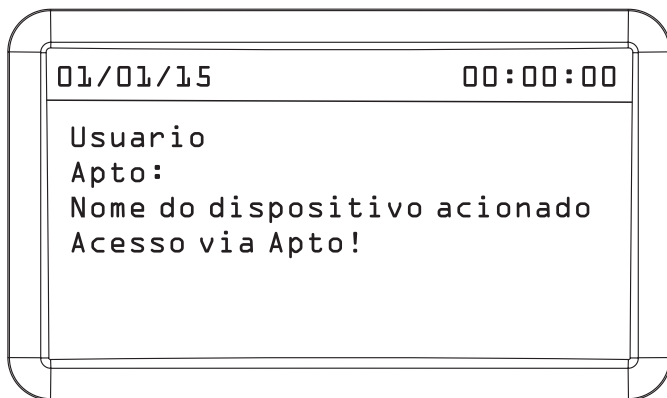 01/01/15 00:00:00
Usuario
Apto:
Nome do dispositivo acionado
Acesso via Apto!